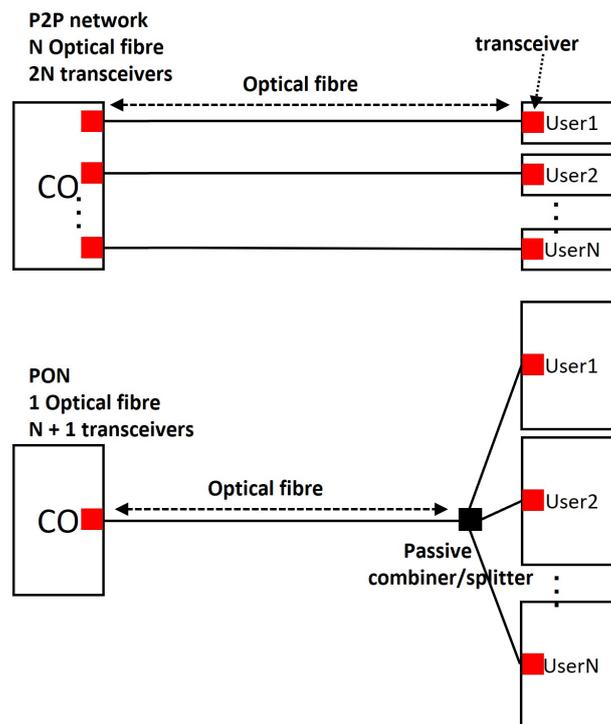 P2P network
N Optical fibre
2N transceivers
transceiver
Optical fibre
User1
CO
User2
UserN
User1
PON
1 Optical fibre
N + 1 transceivers
Optical fibre
User2
CO
Passive
combiner/splitter
UserN